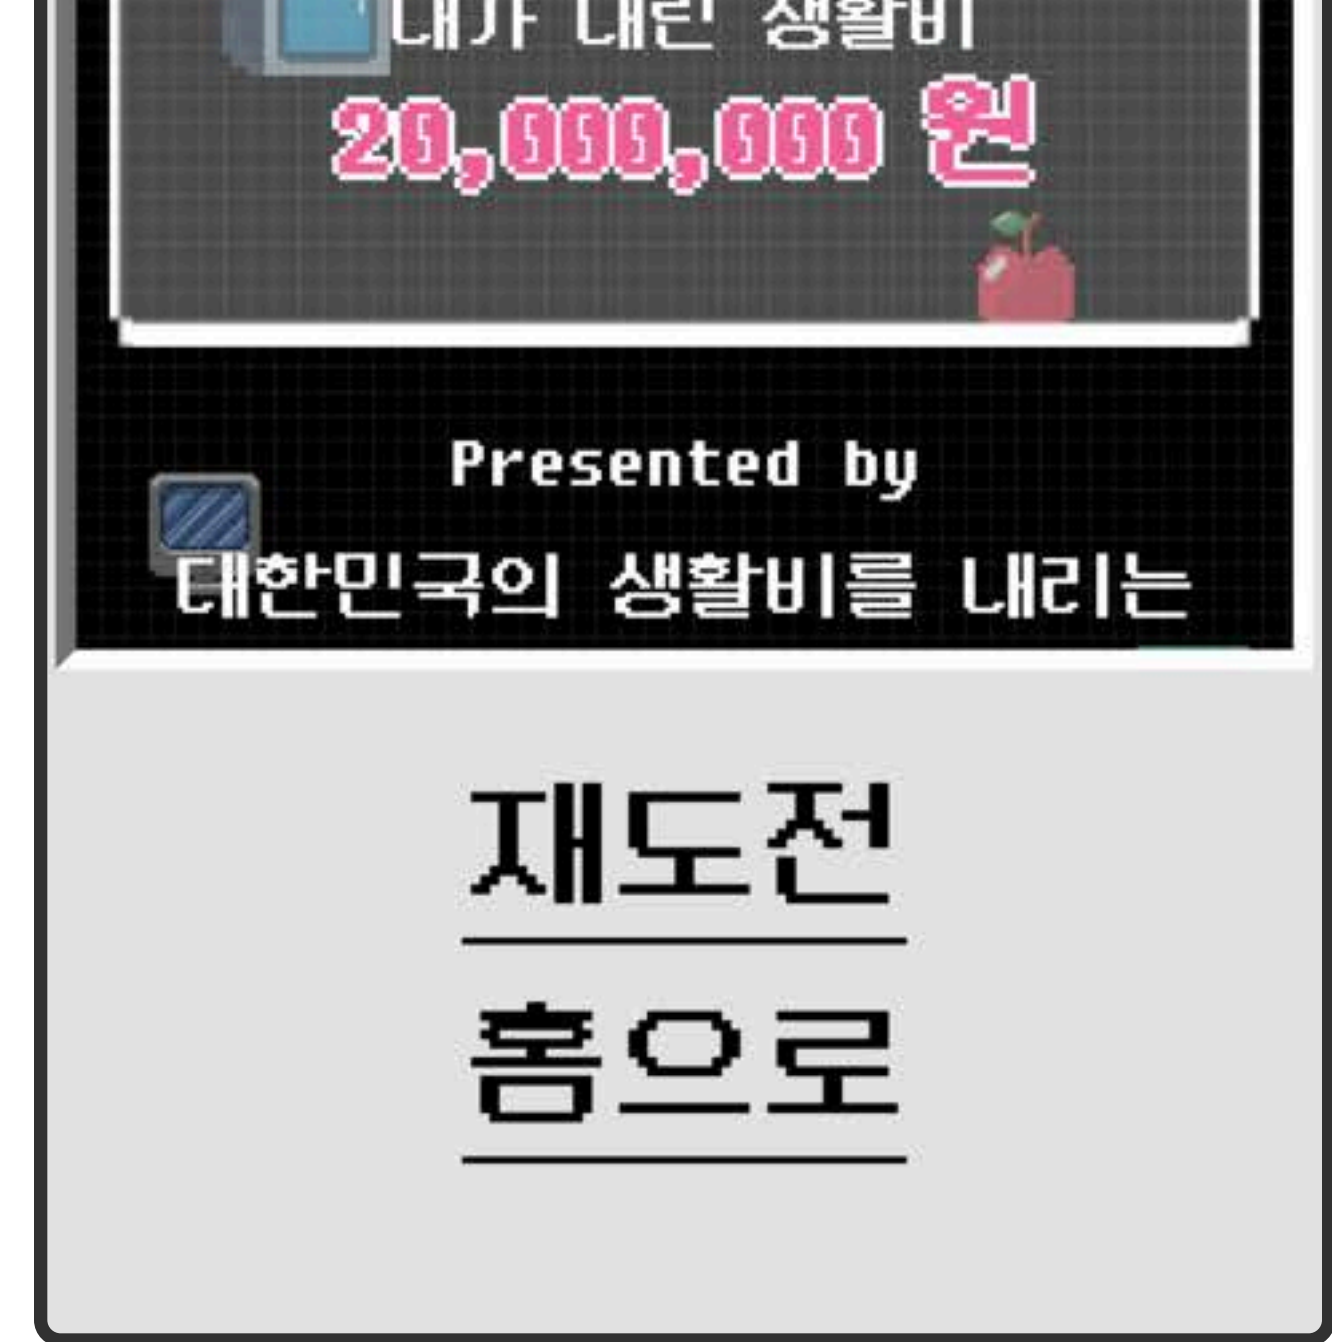 내가 내린 생활비
20,000,000 원
Presented by
대한민국의 생활비를 내리는
재도전
홈으로